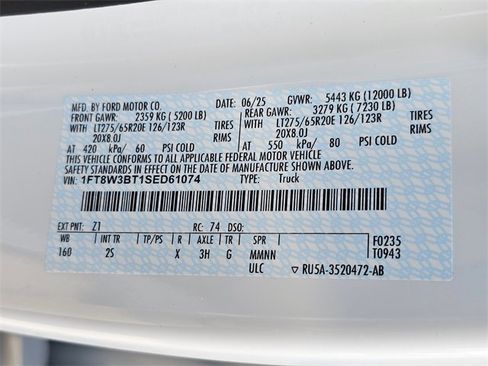 MFD. BY FORD MOTOR CO.
DATE: 06/25 GVWR: 5443 KG (12000 LB)
FRONT GAWR: 2359 KG (5200 LB) REAR GAWR: 3279 KG (7230 LB)
LT275/65R20E 126/123R TIRES LT275/65R20E 126/123R TIRES
20X8.0J RIMS 20X8.0J RIMS
AT 420 kPa/ 60 PSI COLD AT 550 kPa/ 80 PSI COLD
THIS VEHICLE CONFORMS TO ALL APPLICABLE FEDERAL MOTOR VEHICLE
SAFETY STANDARDS IN EFFECT ON THE DATE OF MANUFACTURE SHOWN ABOVE.
VIN: 1FT8W3BT1SED61074 TYPE: Truck
EXT PNT: Z1 RC: 74 DSO: F0235
WB INT TR TP/PS R AXLE TR SPR T0943
160 2S X 3H G MMNN
ULC RU5A-3520472-AB